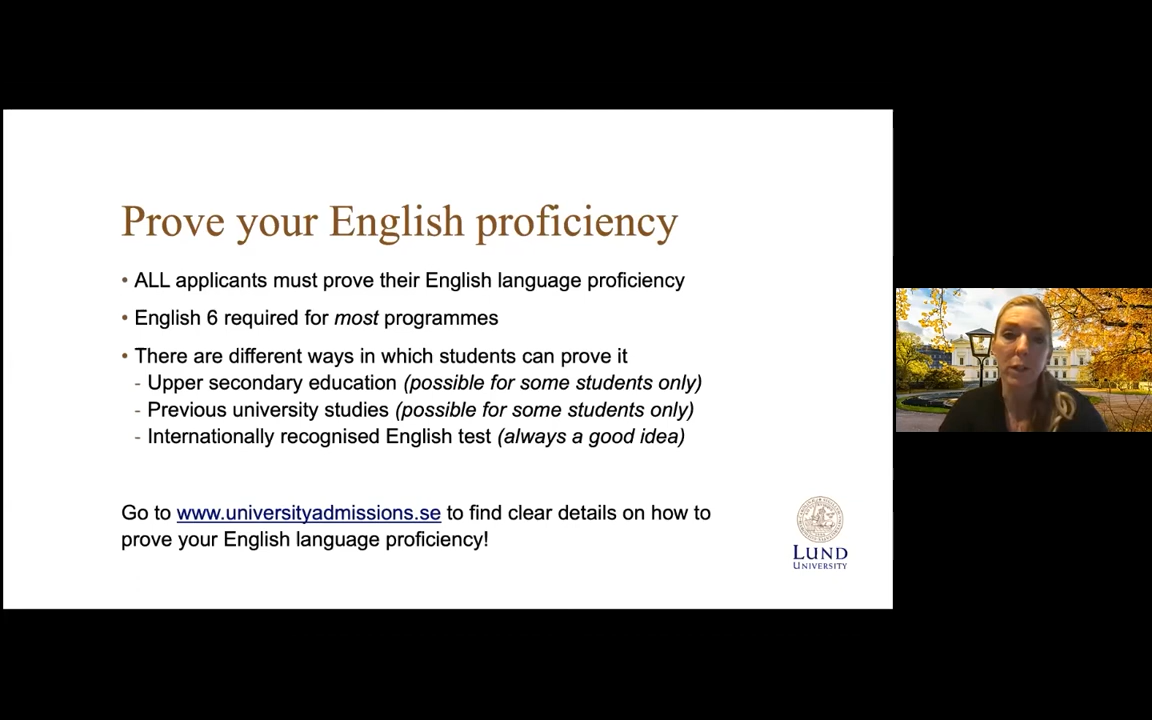 Prove your English proficiency
• ALL applicants must prove their English language proficiency
• English 6 required for most programmes
• There are different ways in which students can prove it
- Upper secondary education (possible for some students only)
- Previous university studies (possible for some students only)
- Internationally recognised English test (always a good idea)
Go to www.universityadmissions.se to find clear details on how to
prove your English language proficiency!
LUND
UNIVERSITY